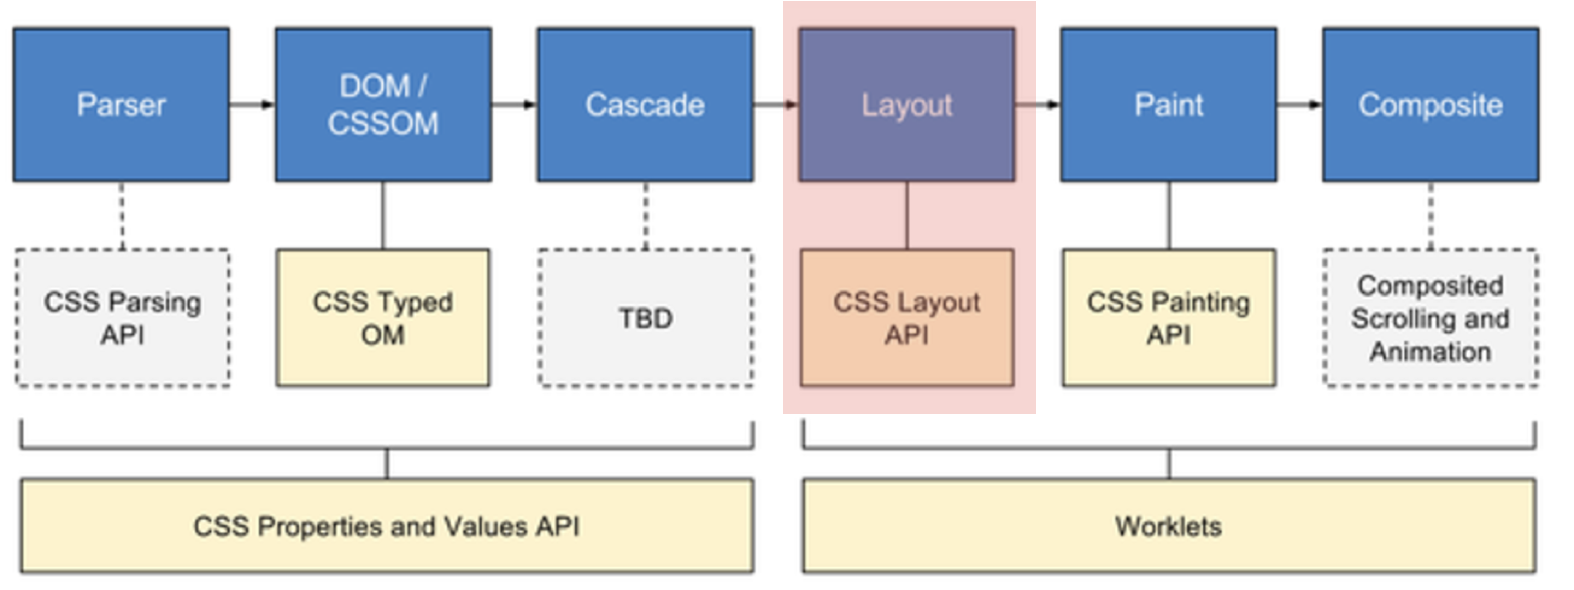 Parser
DOM /
CSSOM
Cascade
Layout
Paint
Composite
CSS Parsing
API
CSS Typed
OM
TBD
CSS Layout
API
CSS Painting
API
Composited
Scrolling and
Animation
CSS Properties and Values API
Worklets